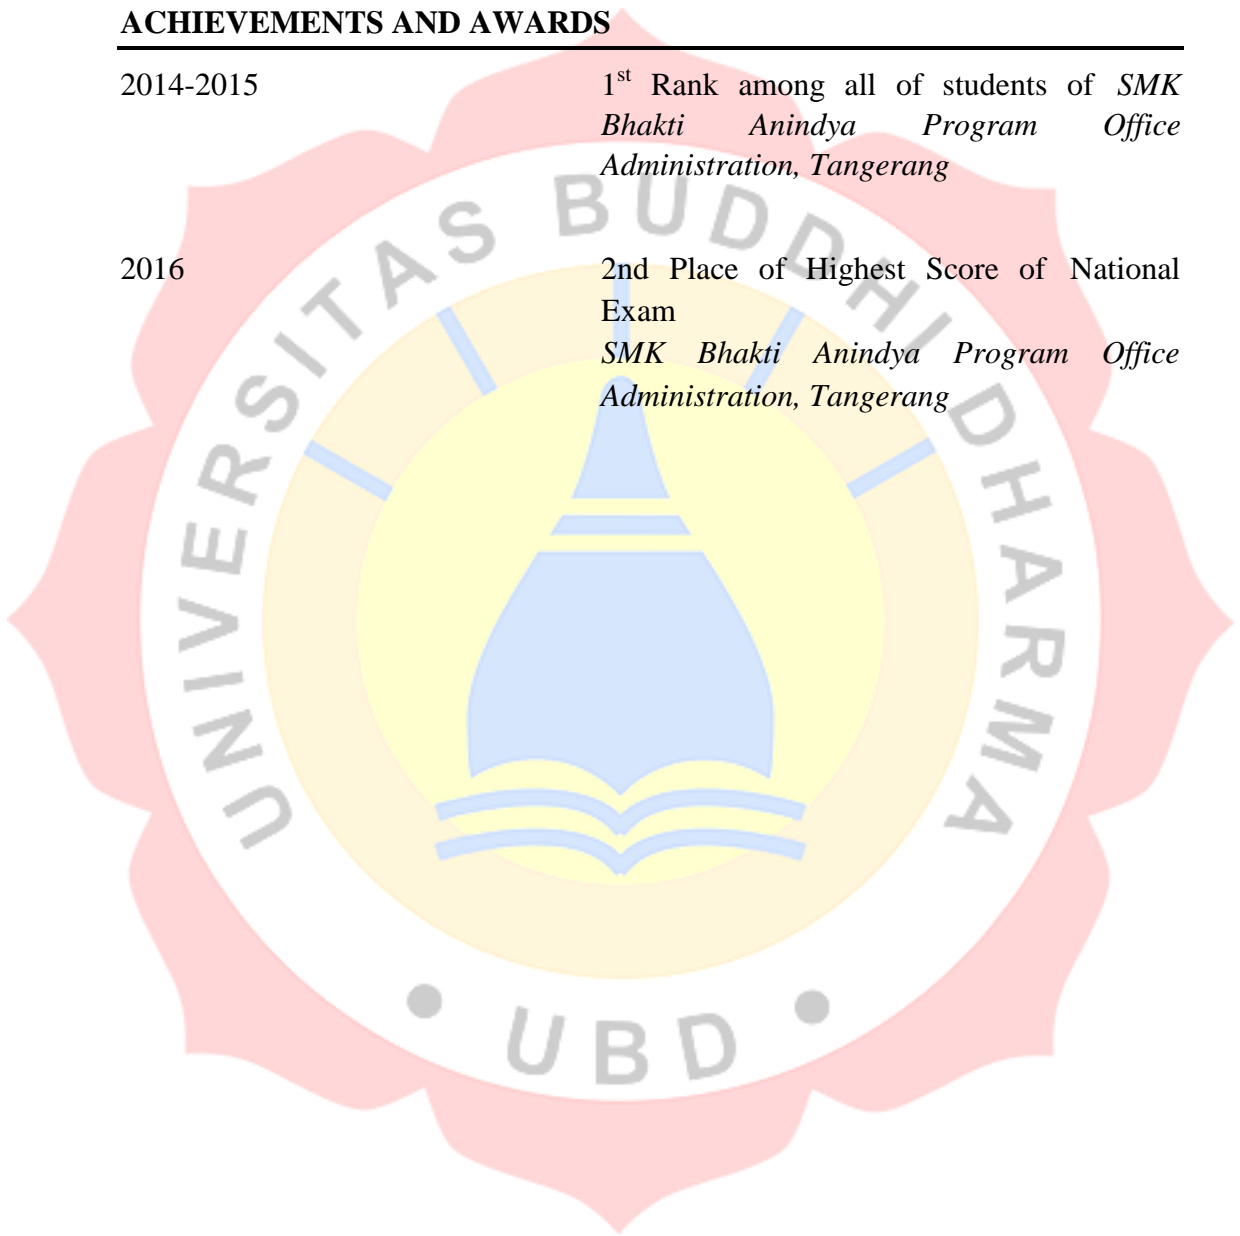 ACHIEVEMENTS AND AWARDS
2014-2015
1st Rank among all of students of SMK
Bhakti Anindya Program Office
Administration, Tangerang
2016
2nd Place of Highest Score of National
Exam
SMK Bhakti Anindya Program Office
Administration, Tangerang
UNIVERSITAS BUDDHI DHARMA
• UBD •